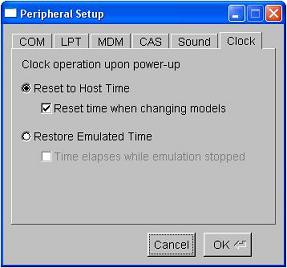 Peripheral Setup
COM LPT MDM CAS Sound Clock
Clock operation upon power-up
Reset to Host Time
Reset time when changing models
Restore Emulated Time
Time elapses while emulation stopped
Cancel OK